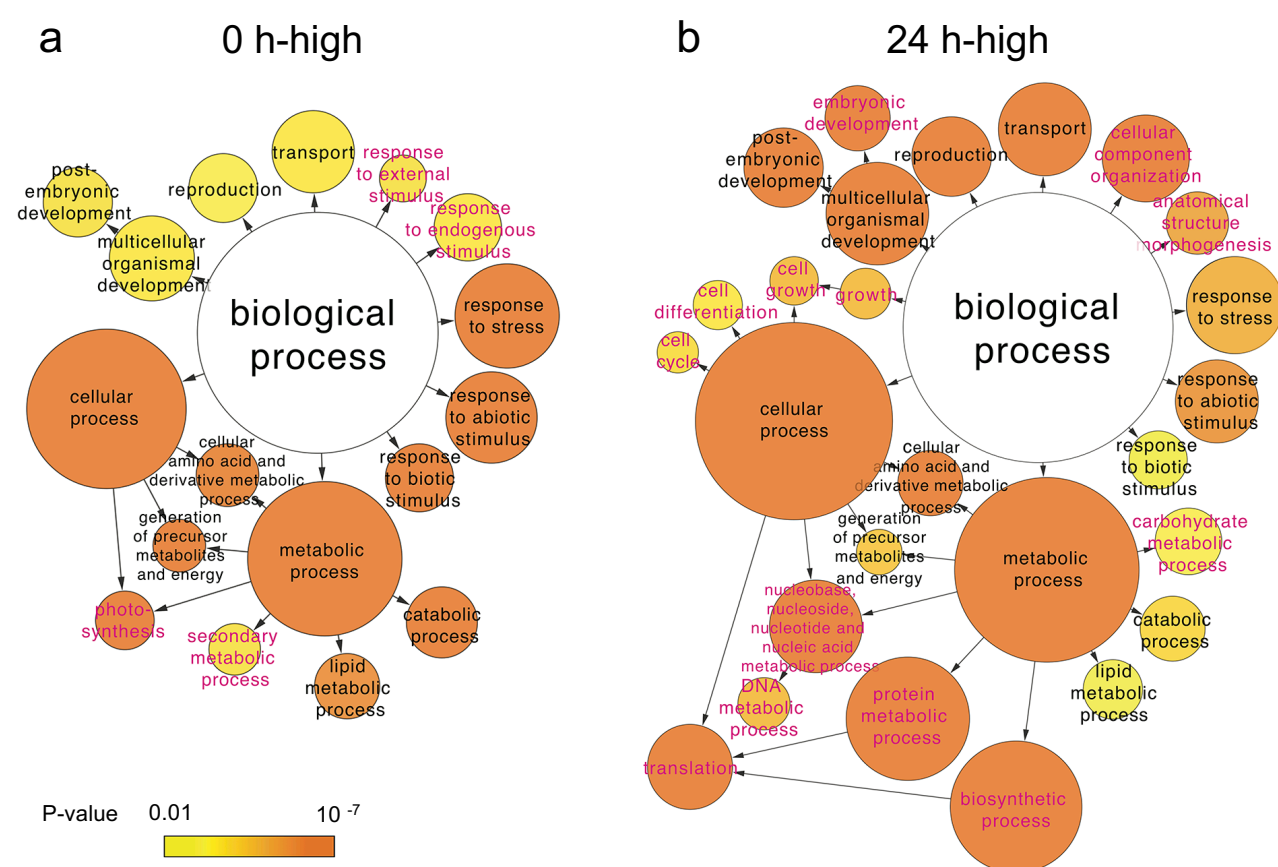 a
0 h-high
transport
response
to external
stimulus
post-
embryonic
development
reproduction
response
to endogenous
stimulus
multicellular
organismal
development
biological
process
response
to stress
cellular
process
response
to abiotic
stimulus
cellular
amino acid and
derivative metabolic
process
response
to biotic
stimulus
generation
of precursor
metabolites
and energy
metabolic
process
photo-
synthesis
secondary
metabolic
process
catabolic
process
lipid
metabolic
process
P-value
0.01
10 -7
b
24 h-high
embryonic
development
post-
embryonic
development
reproduction
transport
cellular
component
organization
multicellular
organismal
development
anatomical
structure
morphogenesis
cell
growth
growth
cell
differentiation
cell
cycle
biological
process
response
to stress
cellular
process
response
to abiotic
stimulus
cellular
amino acid and
derivative metabolic
process
response
to biotic
stimulus
generation
of precursor
metabolites
and energy
metabolic
process
carbohydrate
metabolic
process
nucleobase,
nucleoside,
nucleotide and
nucleic acid
metabolic process
catabolic
process
DNA
metabolic
process
protein
metabolic
process
lipid
metabolic
process
translation
biosynthetic
process